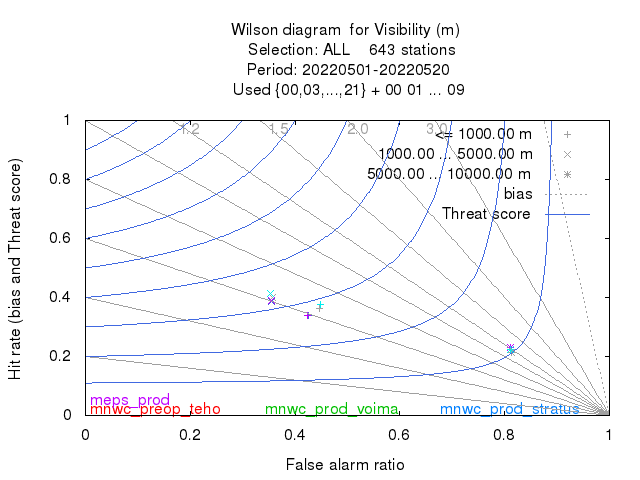 Wilson diagram  for Visibility (m)
Selection: ALL    643 stations
Period: 20220501-20220520
Used {00,03,...,21} + 00 01 ... 09
Hit rate (bias and Threat score)
1
0.8
0.6
0.4
0.2
0
1.2
1.5
2.0
3.0
<= 1000.00 m
1000.00 ... 5000.00 m
5000.00 ... 10000.00 m
bias
Threat score
meps_prod
mnwc_preop_teho
mnwc_prod_voima
mnwc_prod_stratus
0
0.2
0.4
0.6
0.8
1
False alarm ratio